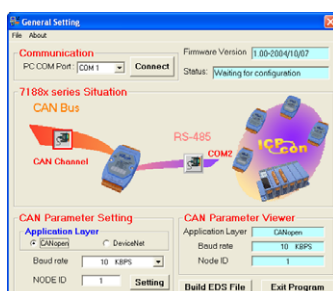 General Setting
File About
Communication
PC COM Port: COM 1 Connect
Firmware Version 1.00-2004/10/07
Status: Waiting for configuration
7188x series Situation
CAN Bus
RS-485
CAN Channel
COM2
ICP con
CAN Parameter Setting
Application Layer
CANopen DeviceNet
Baud rate 10 KBPS
NODE ID 1 Setting
CAN Parameter Viewer
Application Layer CANopen
Baud rate 10 KBPS
Node ID 1
Build EDS File Exit Program